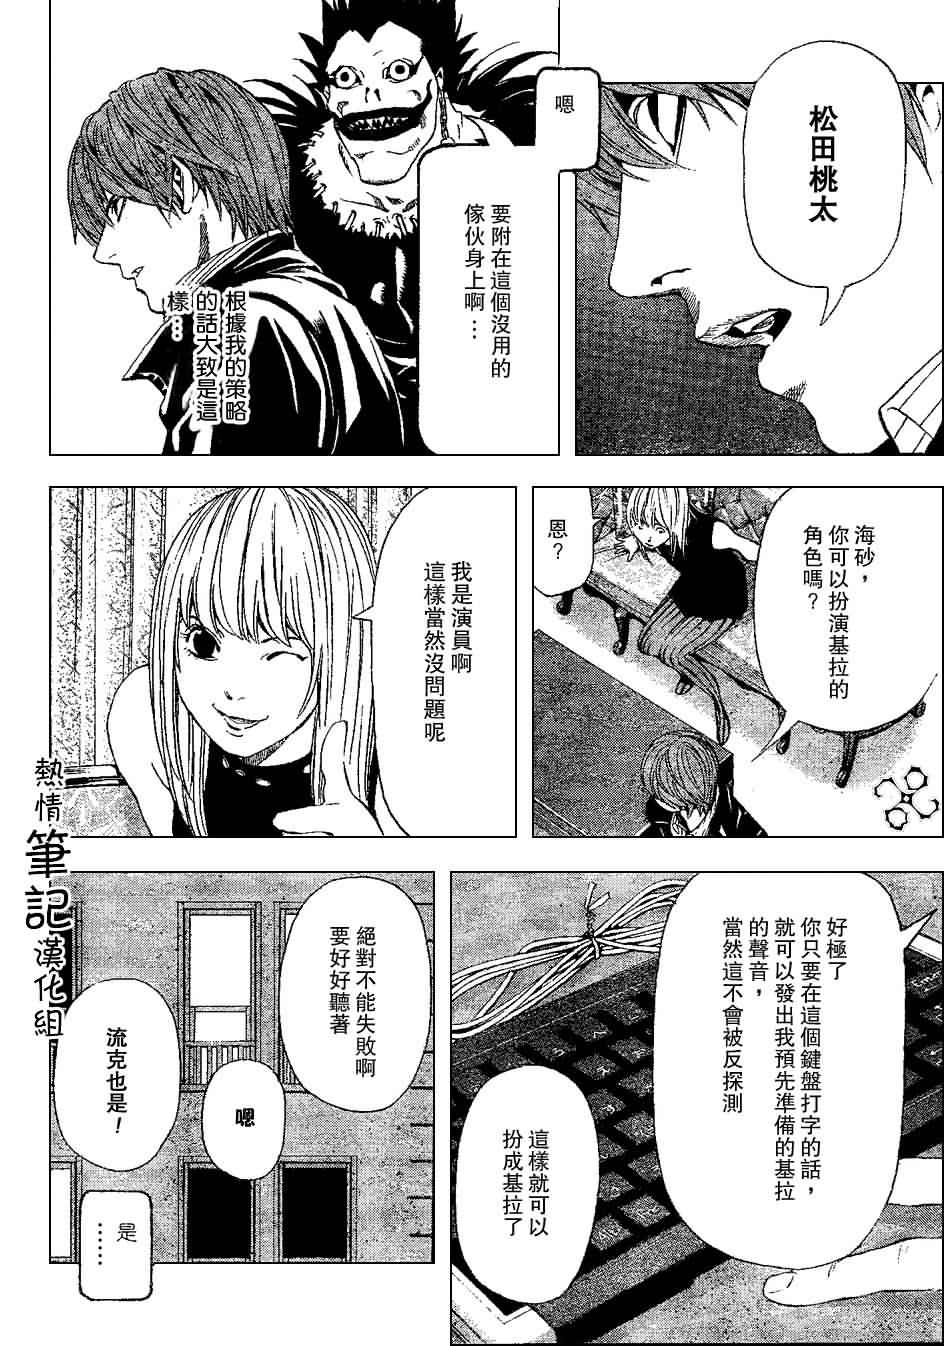 松田桃太
嗯
要附在這個沒用的
傢伙身上啊…
根據我的策略
的話大致是這
樣…
海砂，
你可以扮演基拉的
角色嗎？
恩？
我是演員啊
這樣當然沒問題呢
好極了
你只要在這個鍵盤打字的話，
就可以發出我預先準備的基拉
的聲音，
當然這不會被反探測
這樣就可以
扮成基拉了
絕對不能失敗啊
要好好聽著
嗯
流克也是！
是
……
熱情筆記漢化組